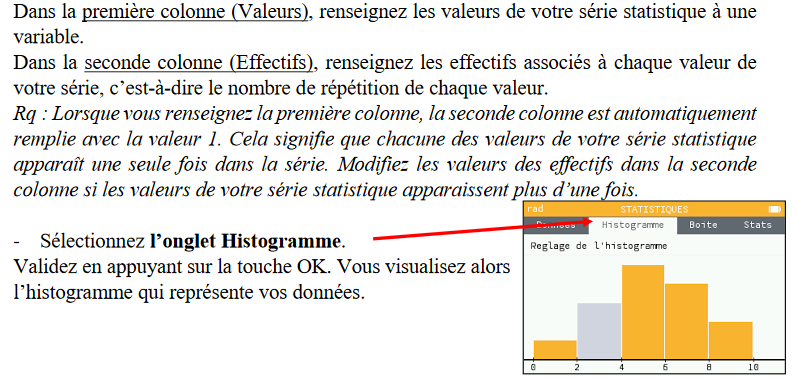 Dans la première colonne (Valeurs), renseignez les valeurs de votre série statistique à une
variable.
Dans la seconde colonne (Effectifs), renseignez les effectifs associés à chaque valeur de
votre série, c’est-à-dire le nombre de répétition de chaque valeur.
Rq : Lorsque vous renseignez la première colonne, la seconde colonne est automatiquement
remplie avec la valeur 1. Cela signifie que chacune des valeurs de votre série statistique
apparaît une seule fois dans la série. Modifiez les valeurs des effectifs dans la seconde
colonne si les valeurs de votre série statistique apparaissent plus d’une fois.
- Sélectionnez l’onglet Histogramme.
Validez en appuyant sur la touche OK. Vous visualisez alors
l’histogramme qui représente vos données.
rad STATISTIQUES
Données Histogramme Boite Stats
Reglage de l'histogramme
0 2 4 6 8 10